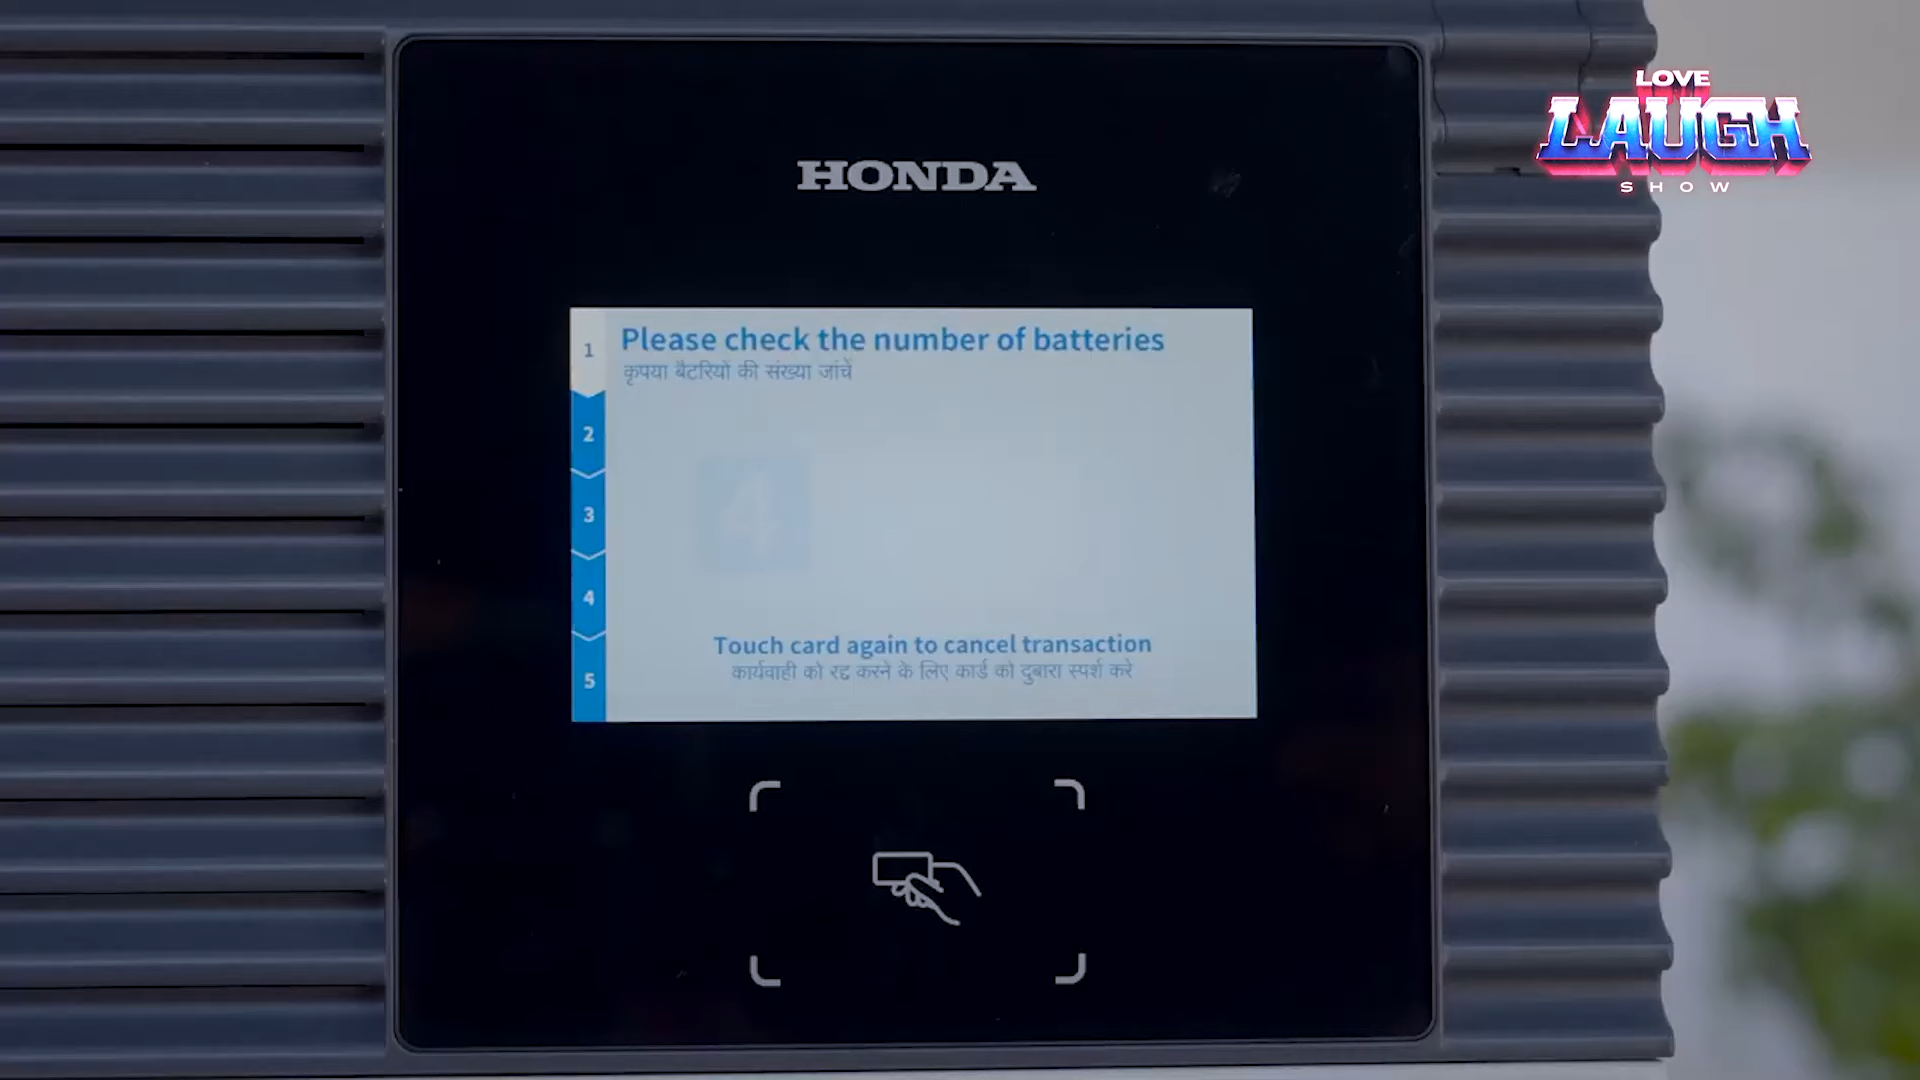 LOVE
LAUGH
SHOW
HONDA
1
Please check the number of batteries
कृपया बैटरियों की संख्या जांचें
2
4
3
4
Touch card again to cancel transaction
कार्यवाही को रद्द करने के लिए कार्ड को दुबारा स्पर्श करे
5